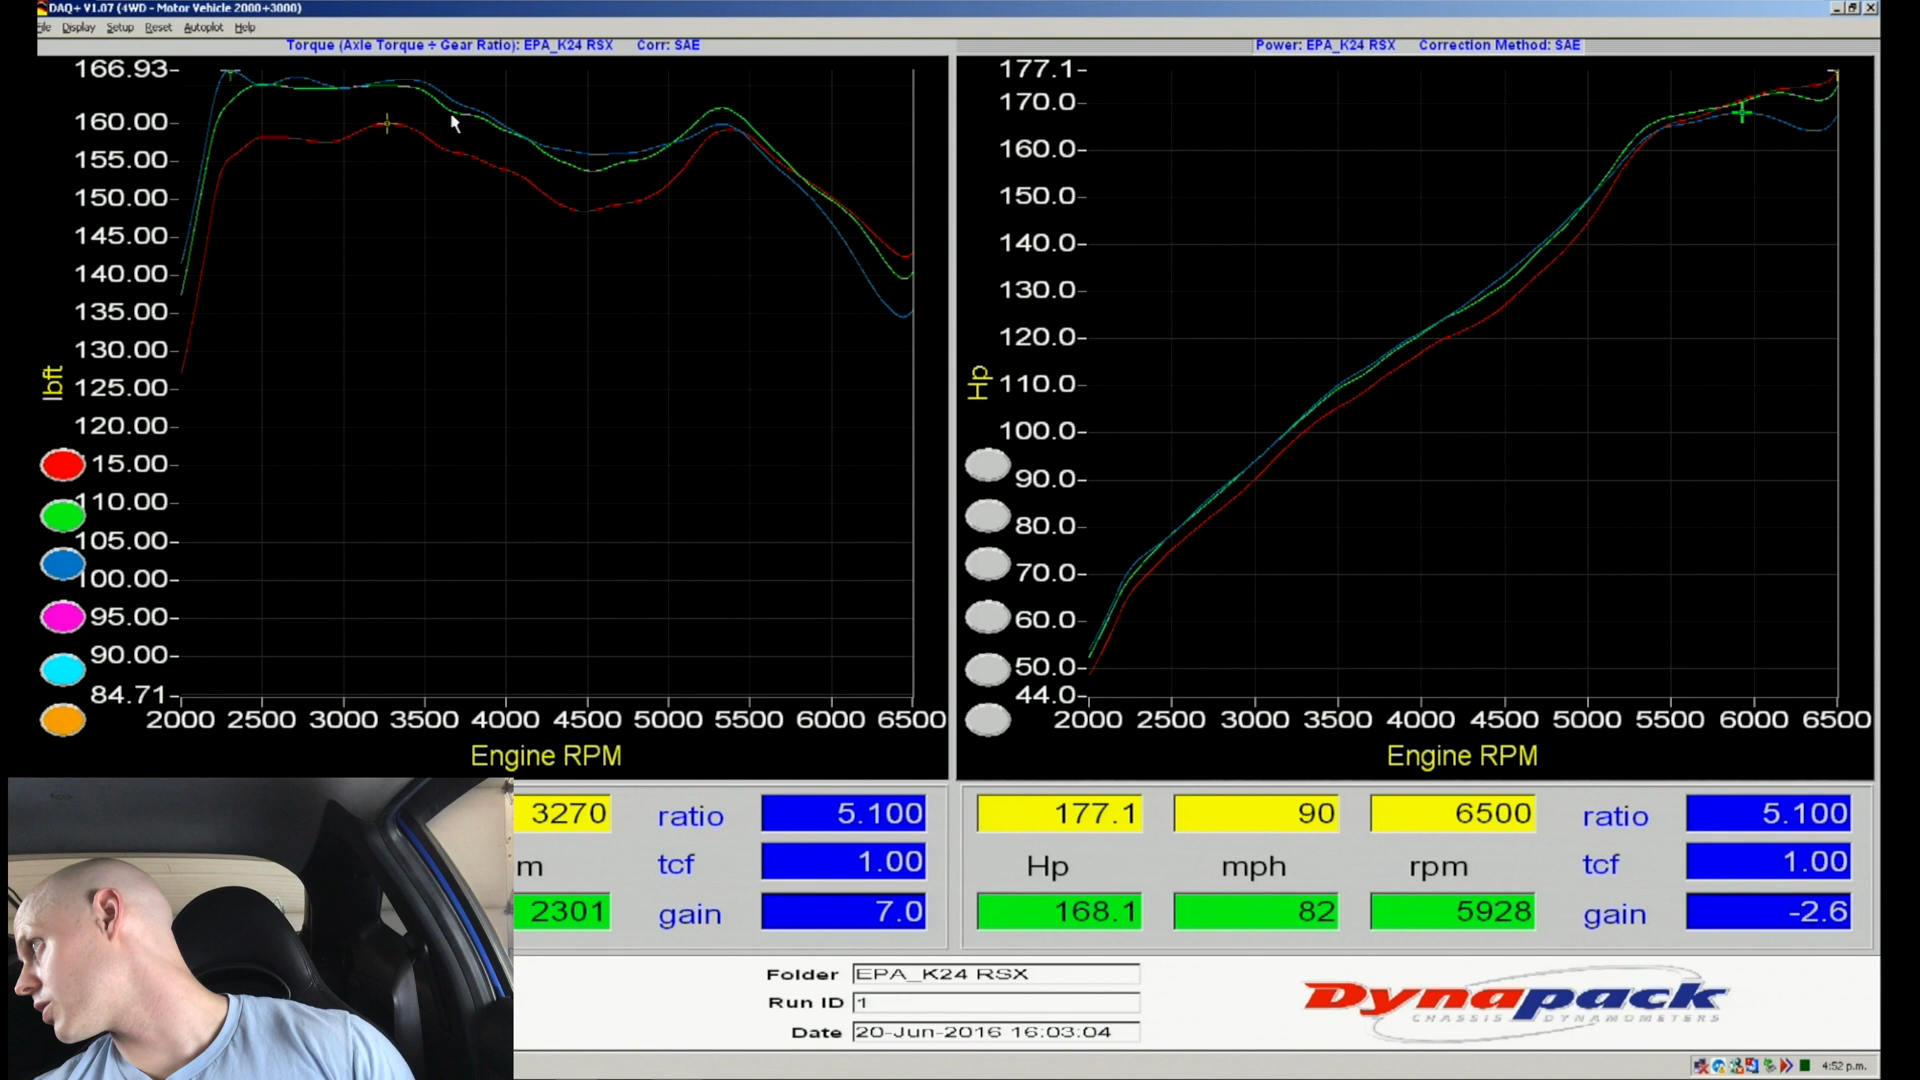 DAQ+ V1.07 (4WD - Motor Vehicle 2000+3000)
File Display Setup Reset Autoplot Help
Torque (Axle Torque ÷ Gear Ratio): EPA_K24 RSX Corr: SAE
Power: EPA_K24 RSX Correction Method: SAE
166.93
160.00
155.00
150.00
145.00
140.00
135.00
130.00
125.00
120.00
15.00
110.00
105.00
100.00
95.00
90.00
84.71
lbft
2000 2500 3000 3500 4000 4500 5000 5500 6000 6500
Engine RPM
177.1
170.0
160.0
150.0
140.0
130.0
120.0
110.0
100.0
90.0
80.0
70.0
60.0
50.0
44.0
Hp
2000 2500 3000 3500 4000 4500 5000 5500 6000 6500
Engine RPM
3270 ratio 5.100
m tcf 1.00
2301 gain 7.0
177.1 90 6500 ratio 5.100
Hp mph rpm tcf 1.00
168.1 82 5928 gain -2.6
Folder EPA_K24 RSX
Run ID 1
Date 20-Jun-2016 16:03:04
Dynapack
CHASSIS DYNAMOMETERS
4:52 p.m.